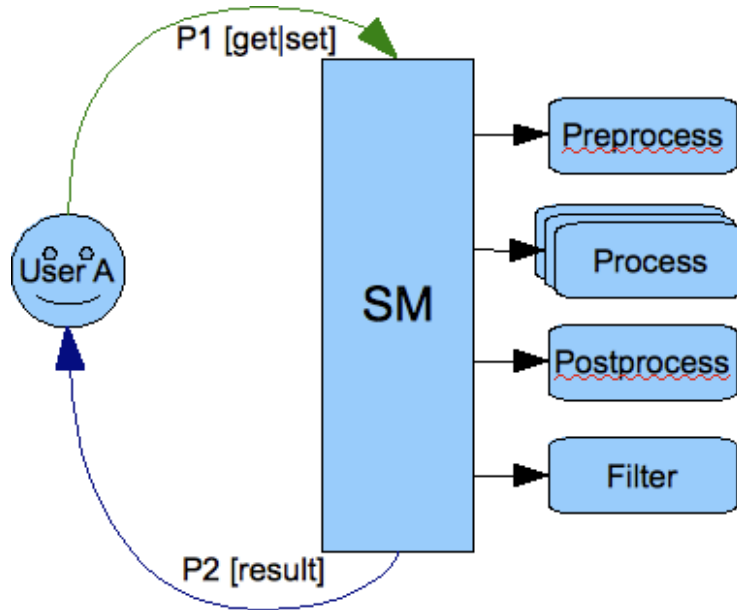 P1 [get|set]
Preprocess
User A
Process
SM
Postprocess
Filter
P2 [result]